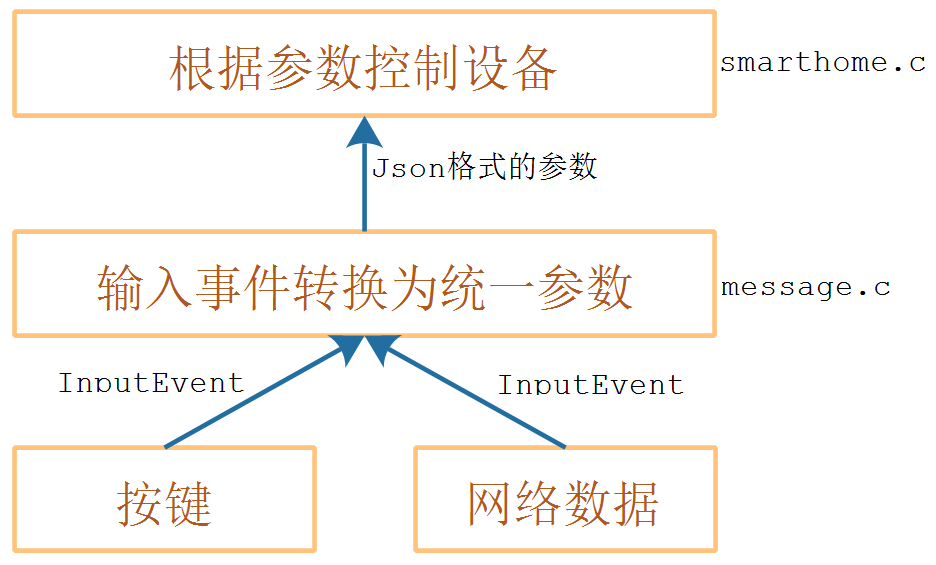 根据参数控制设备
smarthome.c
Json格式的参数
输入事件转换为统一参数
message.c
InputEvent
InputEvent
按键
网络数据